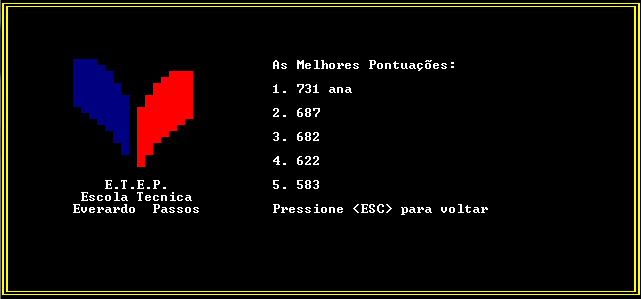 As Melhores Pontuações:
1. 731 ana
2. 687
3. 682
4. 622
5. 583
Pressione <ESC> para voltar
E.T.E.P.
Escola Tecnica
Everardo Passos